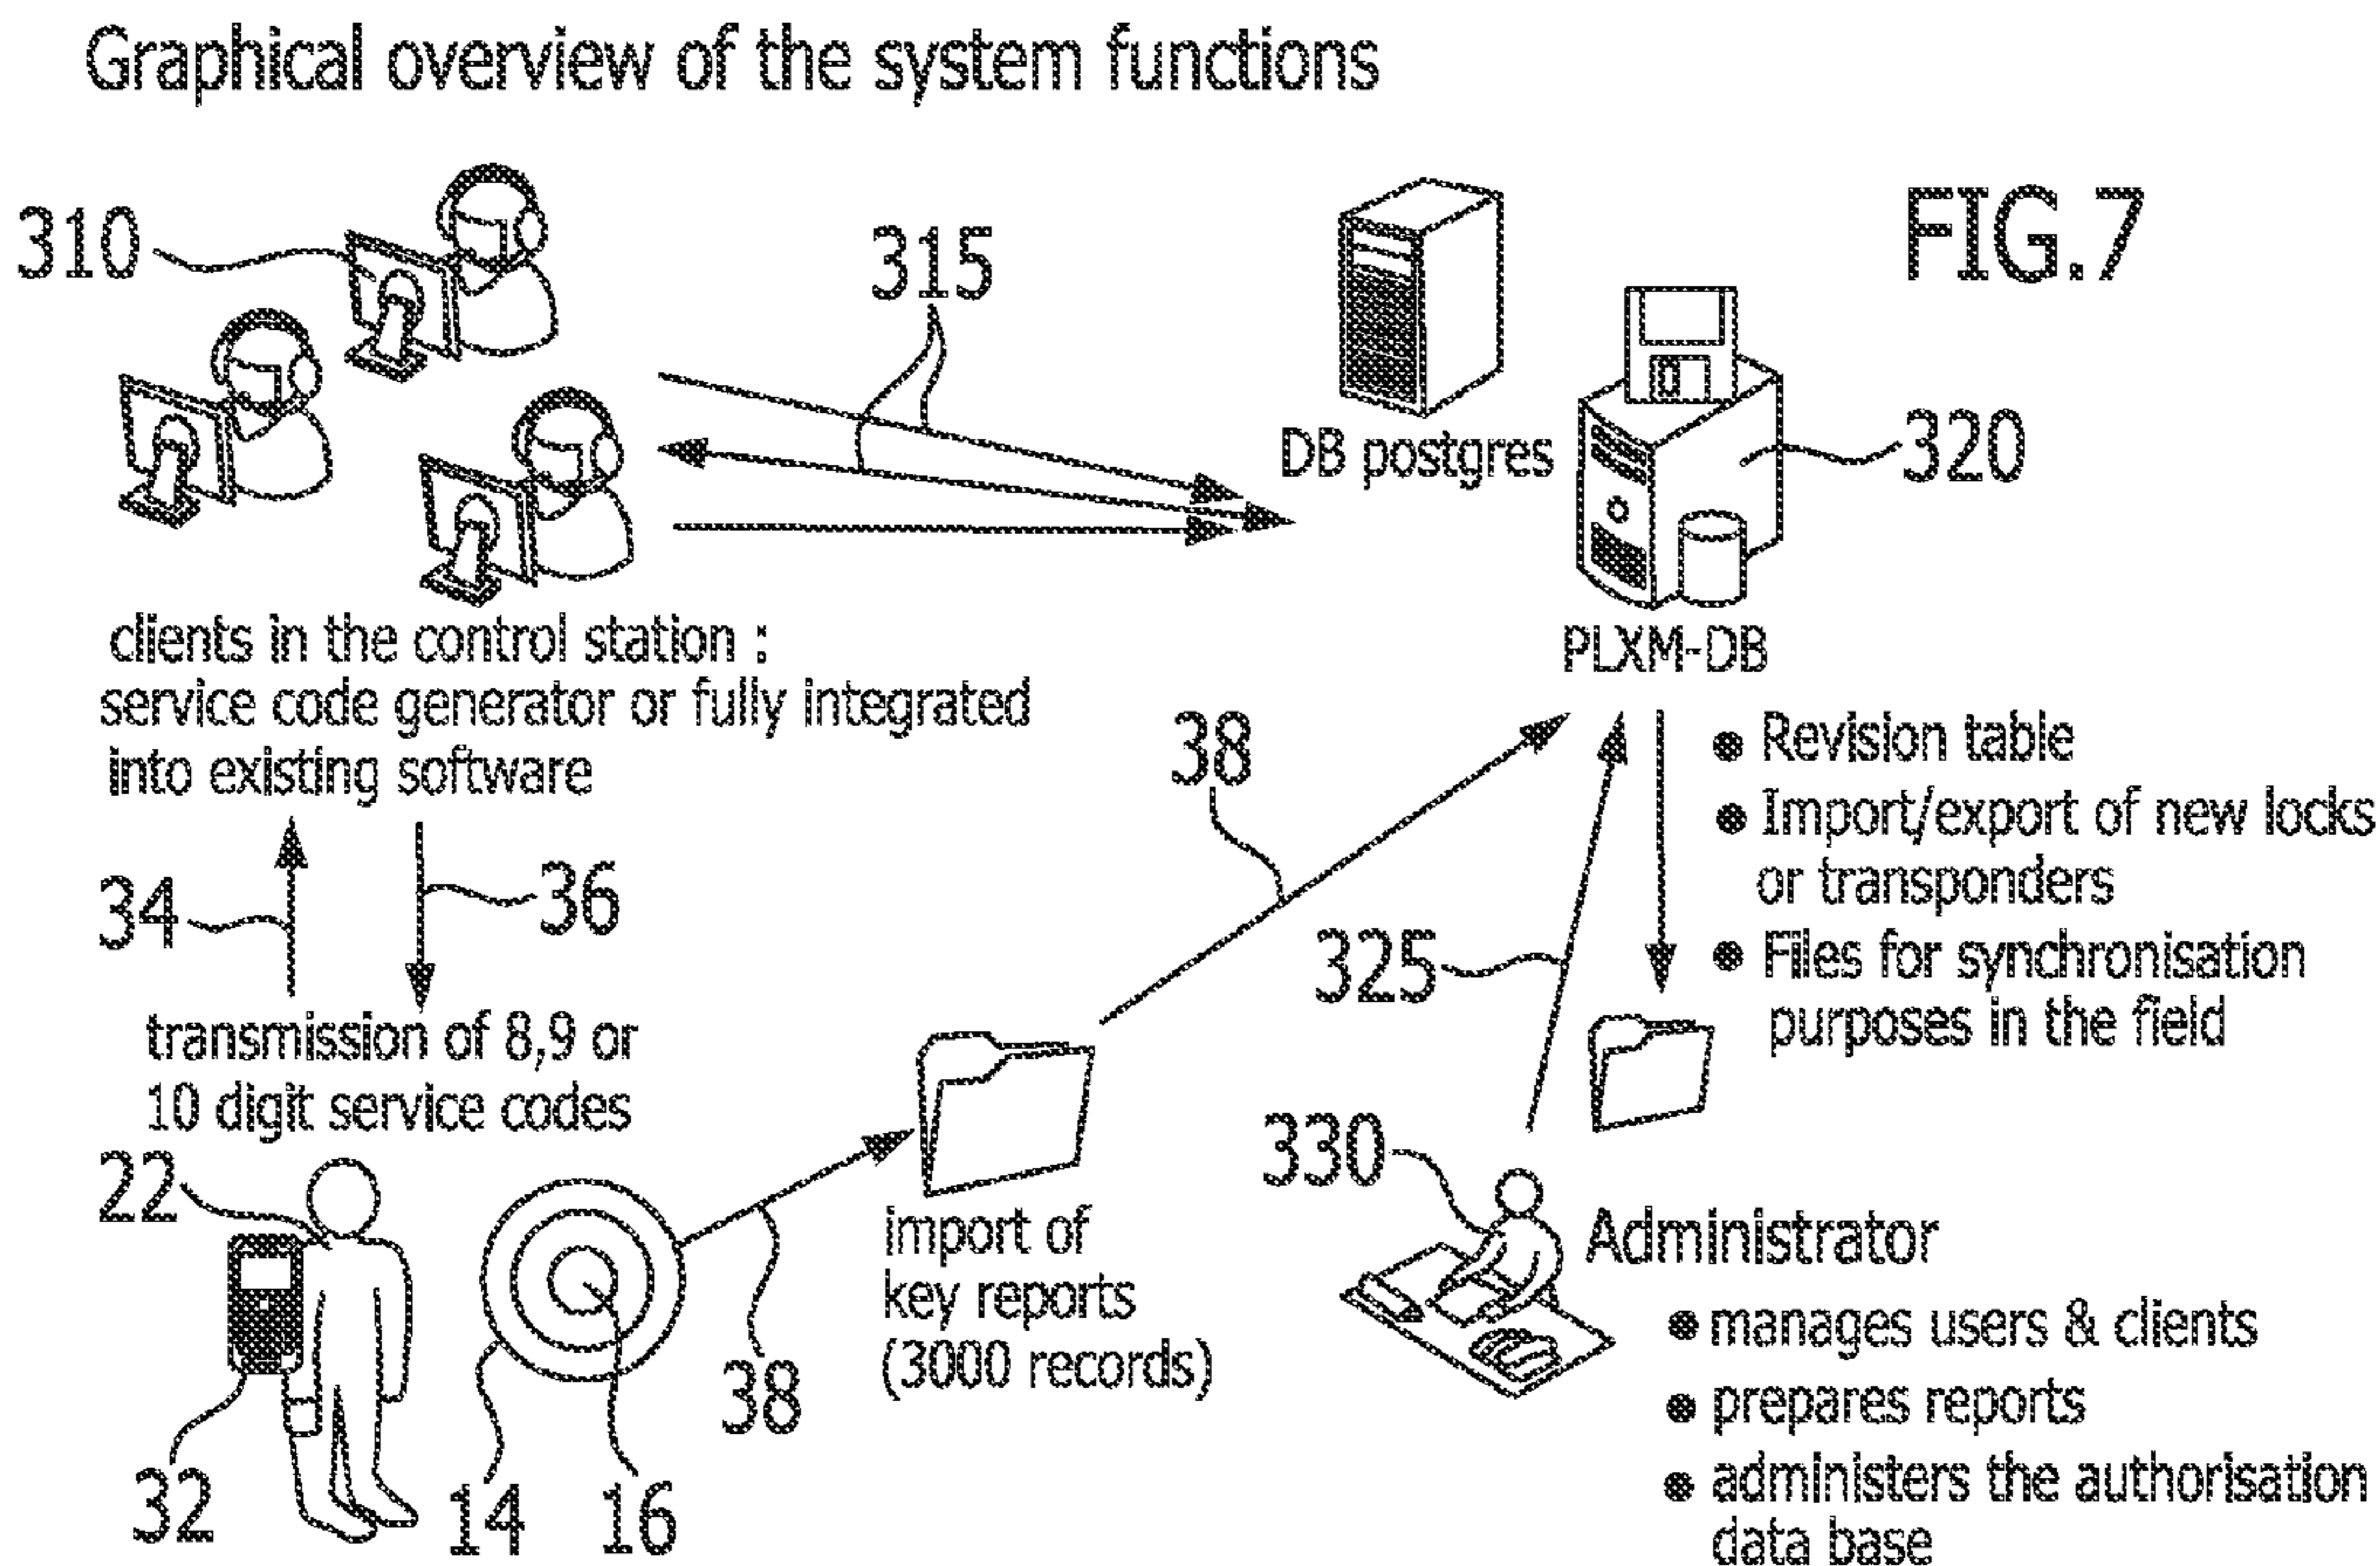 Graphical overview of the system functions
FIG.7
310
315
DB postgres
320
PLXM-DB
clients in the control station :
service code generator or fully integrated
into existing software
34
36
transmission of 8,9 or
10 digit service codes
22
32
14
16
38
import of
key reports
(3000 records)
38
325
• Revision table
• Import/export of new locks
or transponders
• Files for synchronisation
purposes in the field
330
Administrator
• manages users & clients
• prepares reports
• administers the authorisation
data base